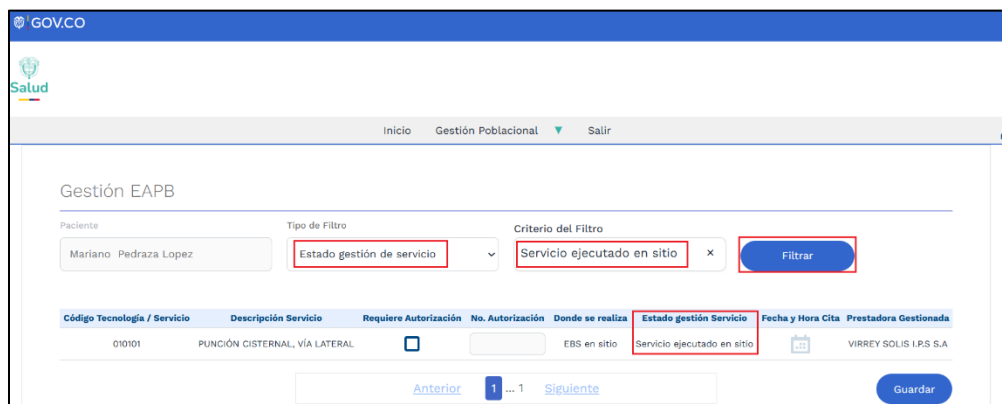 GOV.CO
Salud
Inicio Gestión Poblacional Salir
Gestión EAPB
Paciente Tipo de Filtro Criterio del Filtro
Mariano Pedraza Lopez Estado gestión de servicio Servicio ejecutado en sitio × Filtrar
Código Tecnología / Servicio Descripción Servicio Requiere Autorización No. Autorización Donde se realiza Estado gestión Servicio Fecha y Hora Cita Prestadora Gestionada
010101 PUNCIÓN CISTERNAL, VÍA LATERAL EBS en sitio Servicio ejecutado en sitio VIRREY SOLIS I.P.S S.A
Anterior 1 ... 1 Siguiente Guardar